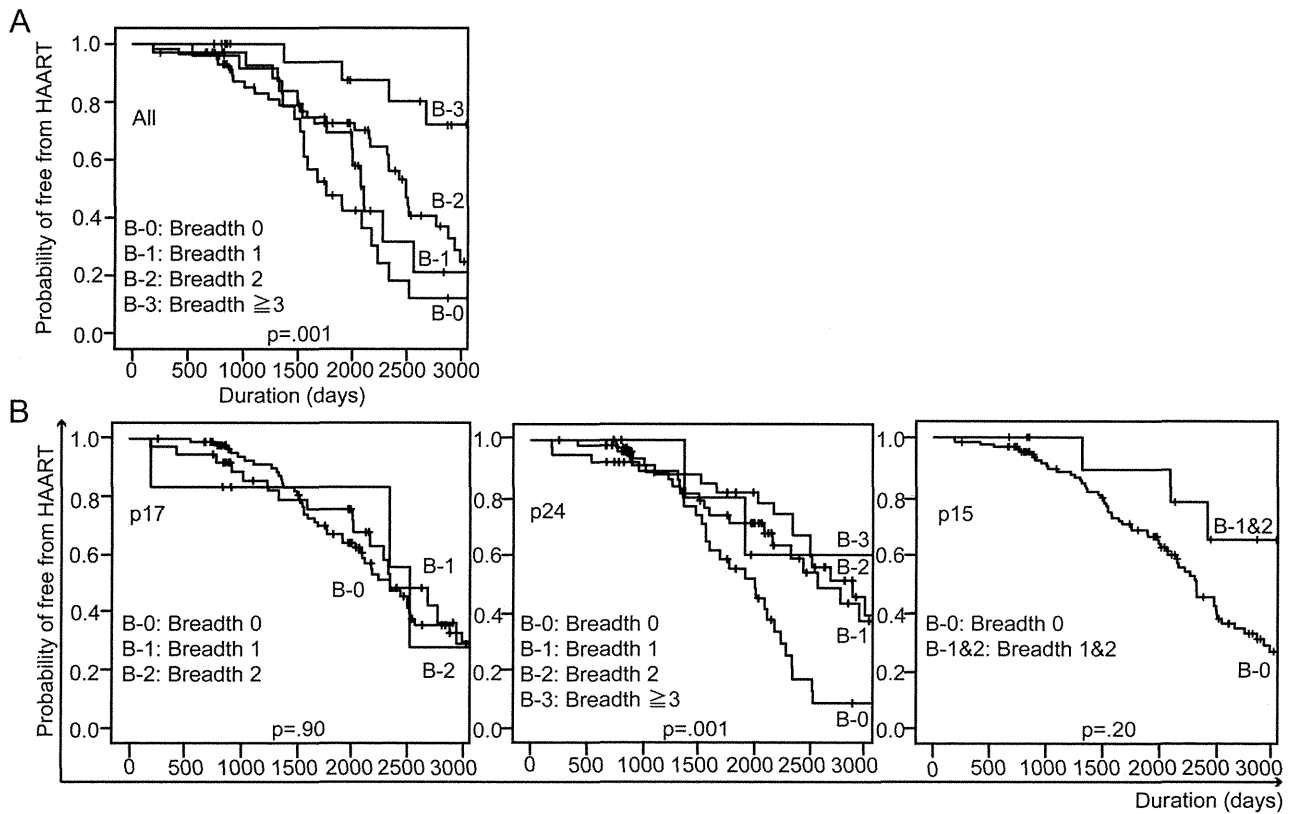 A
Probability of free from HAART
1.0
0.8
0.6
0.4
0.2
0.0
All
B-3
B-2
B-1
B-0
B-0: Breadth 0
B-1: Breadth 1
B-2: Breadth 2
B-3: Breadth ≧3
p=.001
0 500 1000 1500 2000 2500 3000
Duration (days)
B
Probability of free from HAART
1.0
0.8
0.6
0.4
0.2
0.0
p17
B-1
B-0
B-2
B-0: Breadth 0
B-1: Breadth 1
B-2: Breadth 2
p=.90
0 500 1000 1500 2000 2500 3000
1.0
0.8
0.6
0.4
0.2
0.0
p24
B-3
B-2
B-1
B-0
B-0: Breadth 0
B-1: Breadth 1
B-2: Breadth 2
B-3: Breadth ≧3
p=.001
0 500 1000 1500 2000 2500 3000
1.0
0.8
0.6
0.4
0.2
0.0
p15
B-1&2
B-0
B-0: Breadth 0
B-1&2: Breadth 1&2
p=.20
0 500 1000 1500 2000 2500 3000
Duration (days)